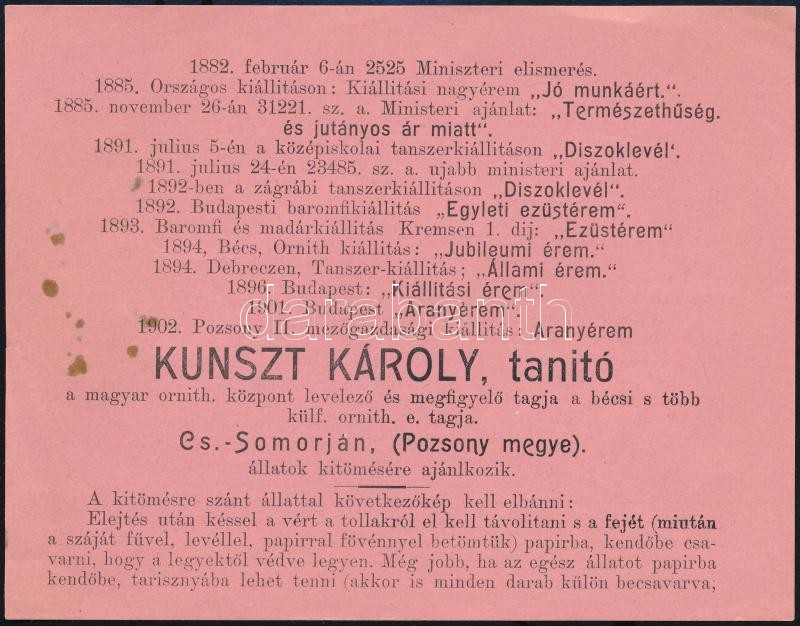 1882. február 6-án 2525 Miniszteri elismerés.
1885. Országos kiállitáson: Kiállitási nagyérem „Jó munkáért.“.
1885. november 26-án 31221. sz. a. Ministeri ajánlat: „Természethűség.
és jutányos ár miatt“.
1891. julius 5-én a középiskolai tanszerkiállitáson „Diszoklevél‘.
1891. julius 24-én 23485. sz. a. ujabb ministeri ajánlat.
1892-ben a zágrábi tanszerkiállitáson „Diszoklevél“.
1892. Budapesti baromfikiállitás „Egyleti ezüstérem“.
1893. Baromfi és madárkiállitás Kremsen 1. dij: „Ezüstérem“
1894, Bécs, Ornith kiállitás: „Jubileumi érem.“
1894. Debreczen, Tanszer-kiállitás; „Állami érem.“
1896. Budapest: „Kiállitási érem“.
1901. Budapest „Aranyérem“.
darabanth
1902. Pozsony II. mezőgazdasági kiállitás: Aranyérem
KUNSZT KÁROLY, tanitó
a magyar ornith. központ levelező és megfigyelő tagja a bécsi s több
külf. ornith. e. tagja.
Cs.-Somorján, (Pozsony megye).
állatok kitömésére ajánlkozik.
A kitömésre szánt állattal következőkép kell elbánni:
Elejtés után késsel a vért a tollakról el kell távolitani s a fejét (miután
a száját fűvel, levéllel, papirral fövénnyel betömtük) papirba, kendőbe csa-
varni, hogy a legyektől védve legyen. Még jobb, ha az egész állatot papirba
kendőbe, tarisznyába lehet tenni (akkor is minden darab külön becsavarva,